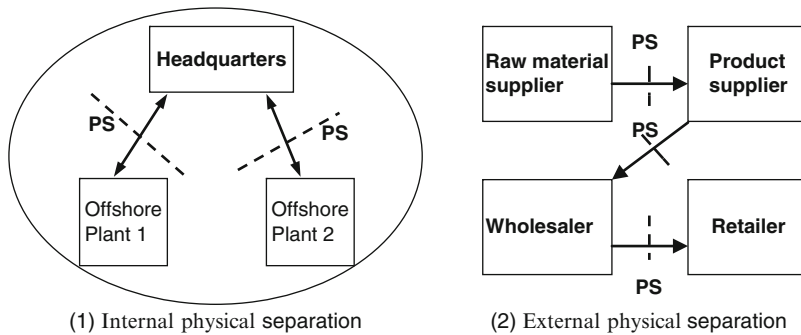 Headquarters
PS
PS
Offshore
Plant 1
Offshore
Plant 2
(1) Internal physical separation
PS
Raw material
supplier
Product
supplier
PS
Wholesaler
Retailer
PS
(2) External physical separation